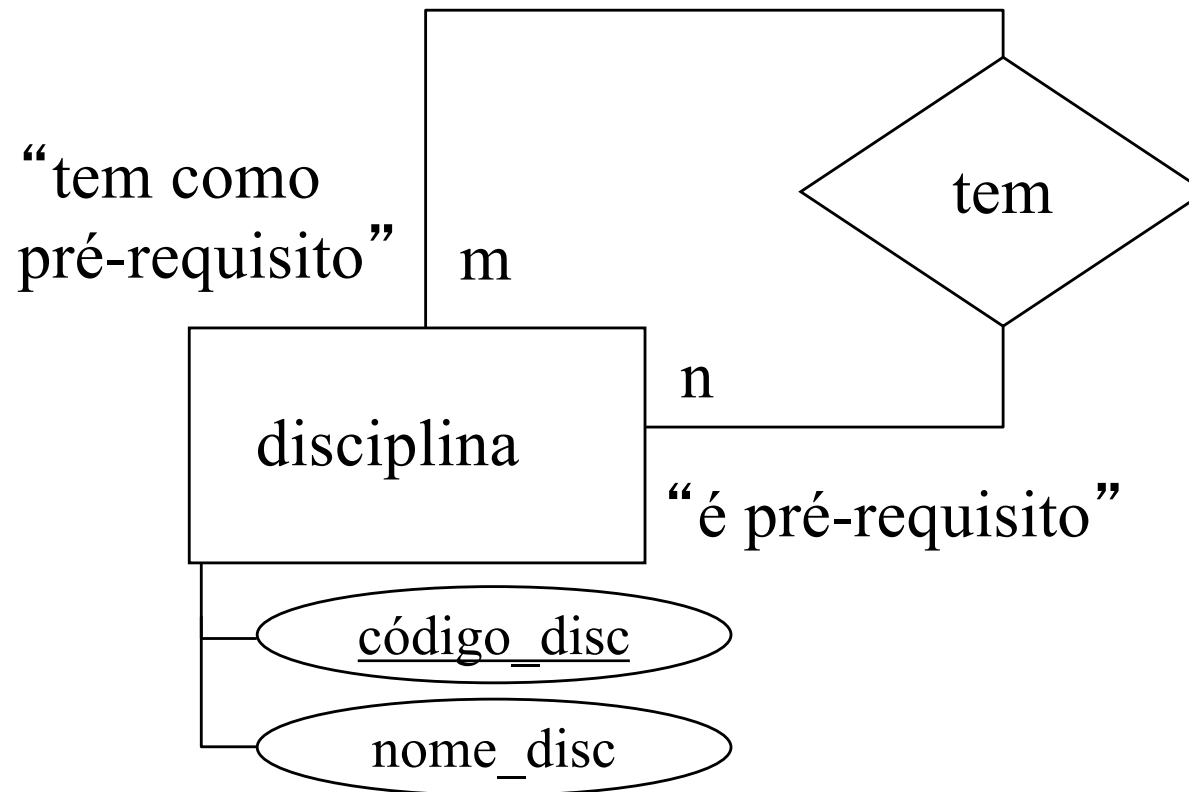 “tem como
pré-requisito”
m
tem
n
disciplina
“é pré-requisito”
código_disc
nome_disc